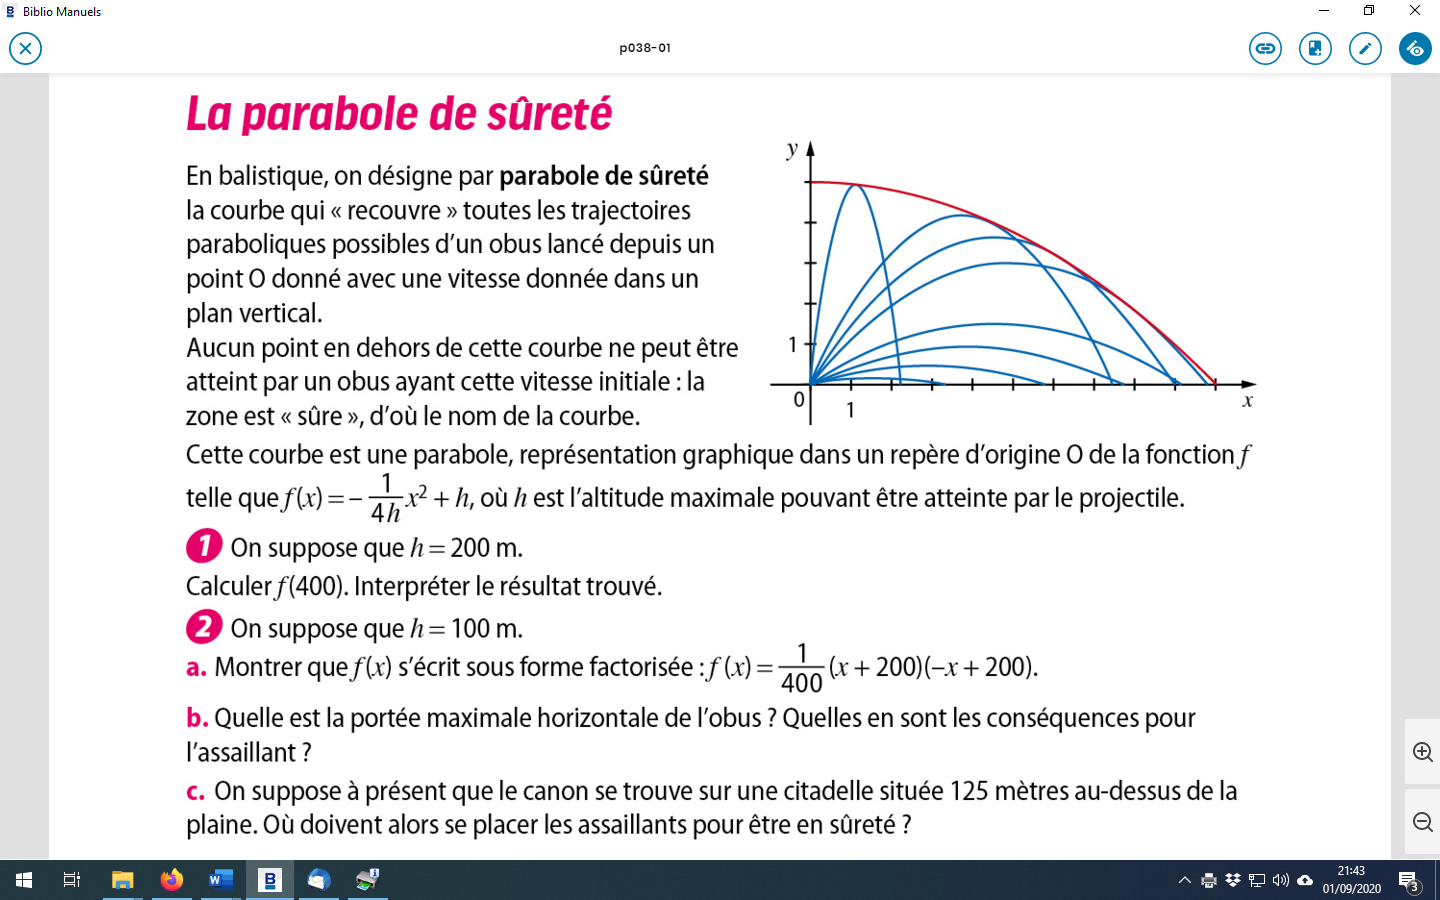 Biblio Manuels
p038-01
La parabole de sûreté
En balistique, on désigne par parabole de sûreté
la courbe qui « recouvre » toutes les trajectoires
paraboliques possibles d'un obus lancé depuis un
point O donné avec une vitesse donnée dans un
plan vertical.
Aucun point en dehors de cette courbe ne peut être
atteint par un obus ayant cette vitesse initiale : la
zone est « sûre », d'où le nom de la courbe.
y
1
0
1
x
Cette courbe est une parabole, représentation graphique dans un repère d'origine O de la fonction f
telle que f(x) = – 1/4h x² + h, où h est l'altitude maximale pouvant être atteinte par le projectile.
1 On suppose que h = 200 m.
Calculer f(400). Interpréter le résultat trouvé.
2 On suppose que h = 100 m.
a. Montrer que f(x) s'écrit sous forme factorisée : f (x) = 1/400 (x + 200)(–x + 200).
b. Quelle est la portée maximale horizontale de l'obus ? Quelles en sont les conséquences pour
l'assaillant ?
c. On suppose à présent que le canon se trouve sur une citadelle située 125 mètres au-dessus de la
plaine. Où doivent alors se placer les assaillants pour être en sûreté ?
21:43
01/09/2020
3